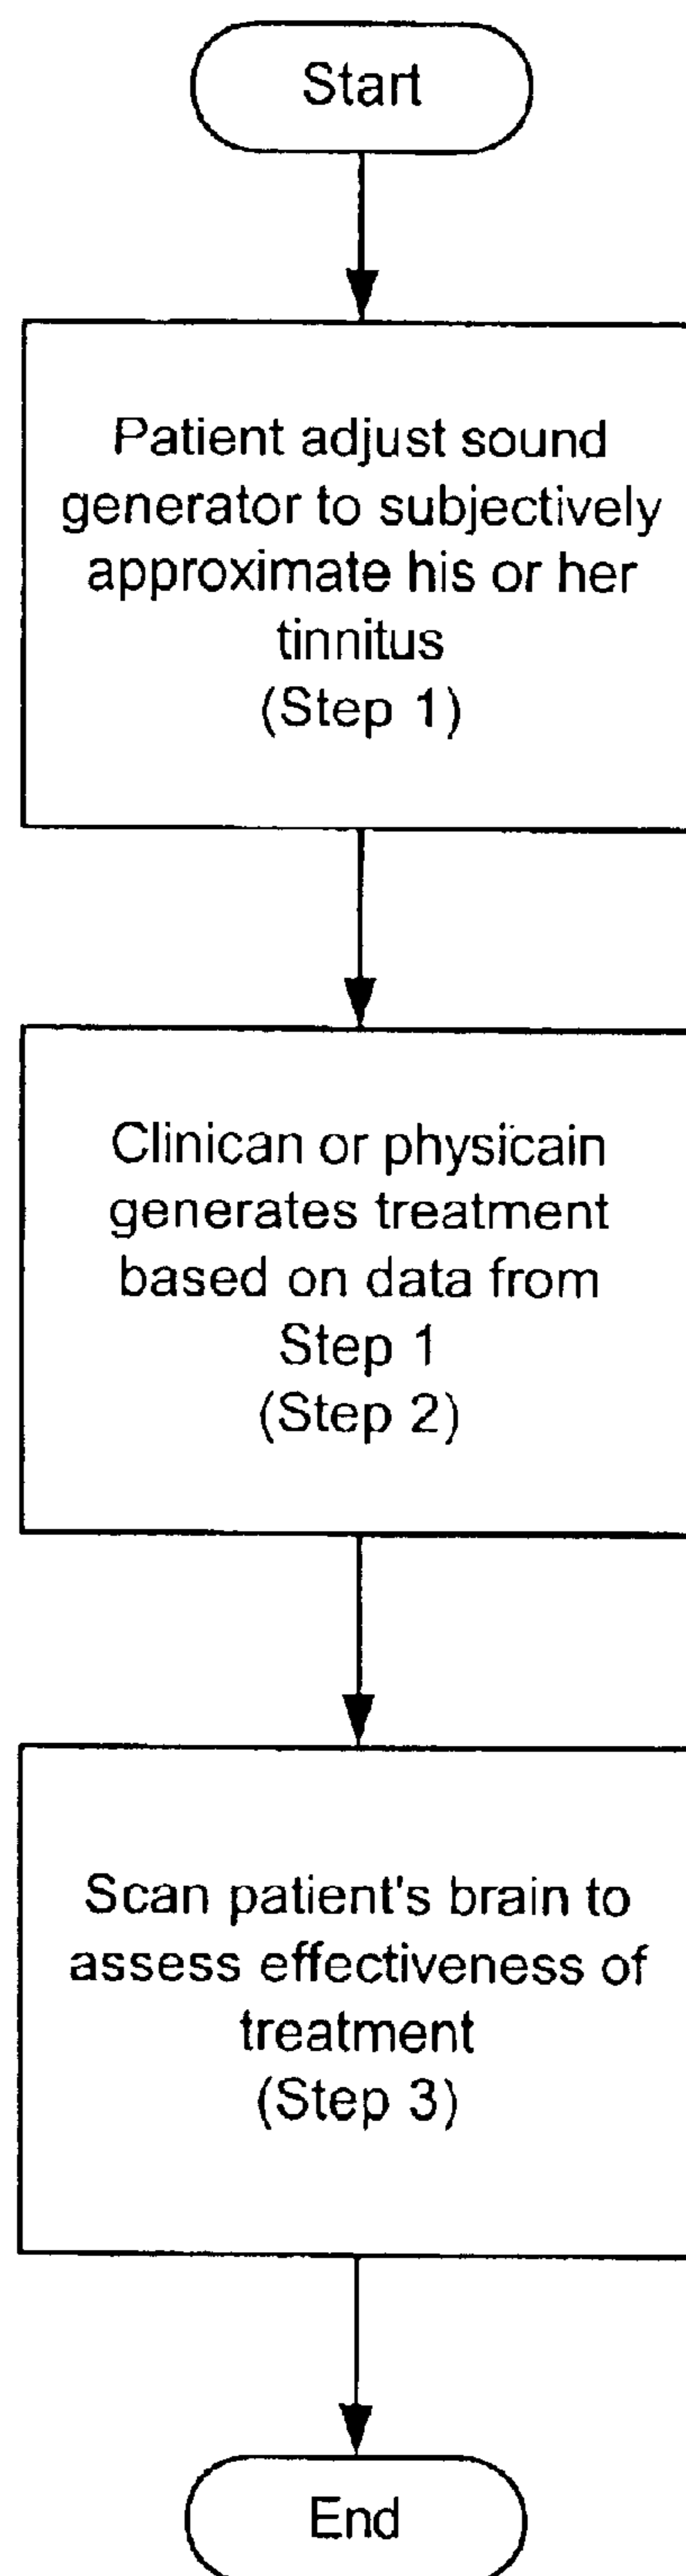 Start
Patient adjust sound
generator to subjectively
approximate his or her
tinnitus
(Step 1)
Clinican or physicain
generates treatment
based on data from
Step 1
(Step 2)
Scan patient's brain to
assess effectiveness of
treatment
(Step 3)
End